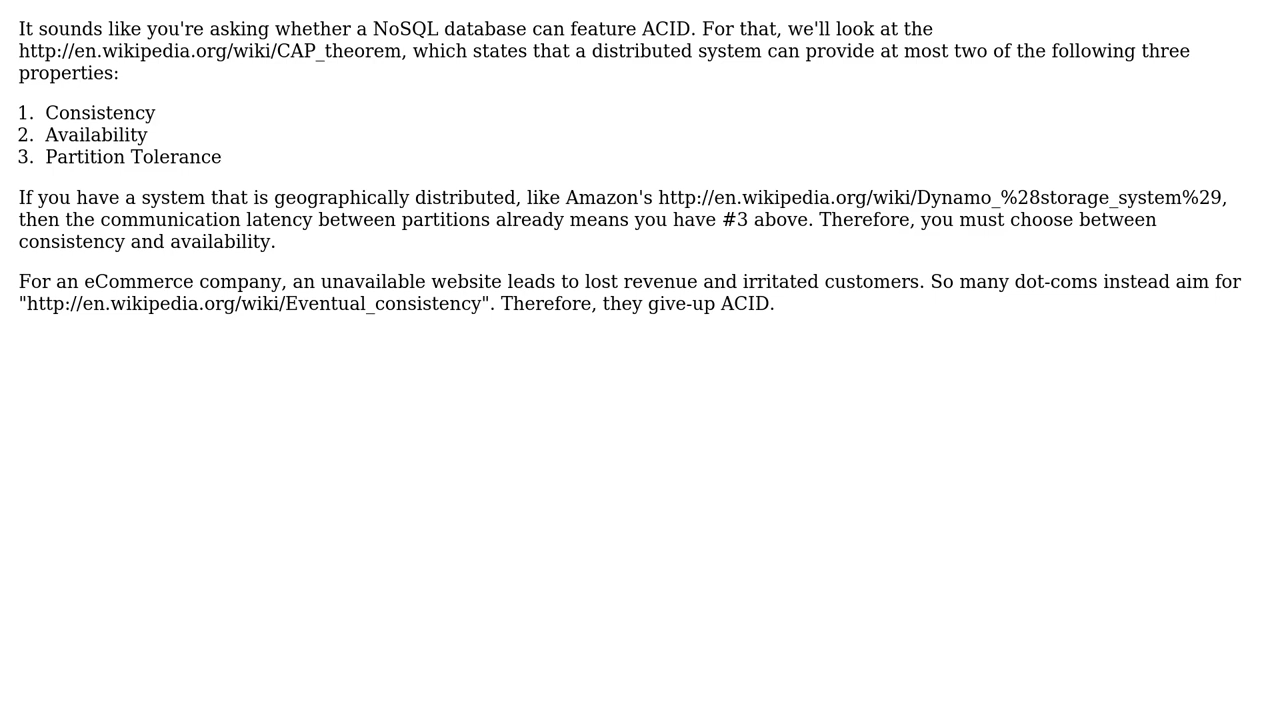 It sounds like you're asking whether a NoSQL database can feature ACID. For that, we'll look at the
http://en.wikipedia.org/wiki/CAP_theorem, which states that a distributed system can provide at most two of the following three
properties:
1. Consistency
2. Availability
3. Partition Tolerance
If you have a system that is geographically distributed, like Amazon's http://en.wikipedia.org/wiki/Dynamo_%28storage_system%29,
then the communication latency between partitions already means you have #3 above. Therefore, you must choose between
consistency and availability.
For an eCommerce company, an unavailable website leads to lost revenue and irritated customers. So many dot-coms instead aim for
"http://en.wikipedia.org/wiki/Eventual_consistency". Therefore, they give-up ACID.